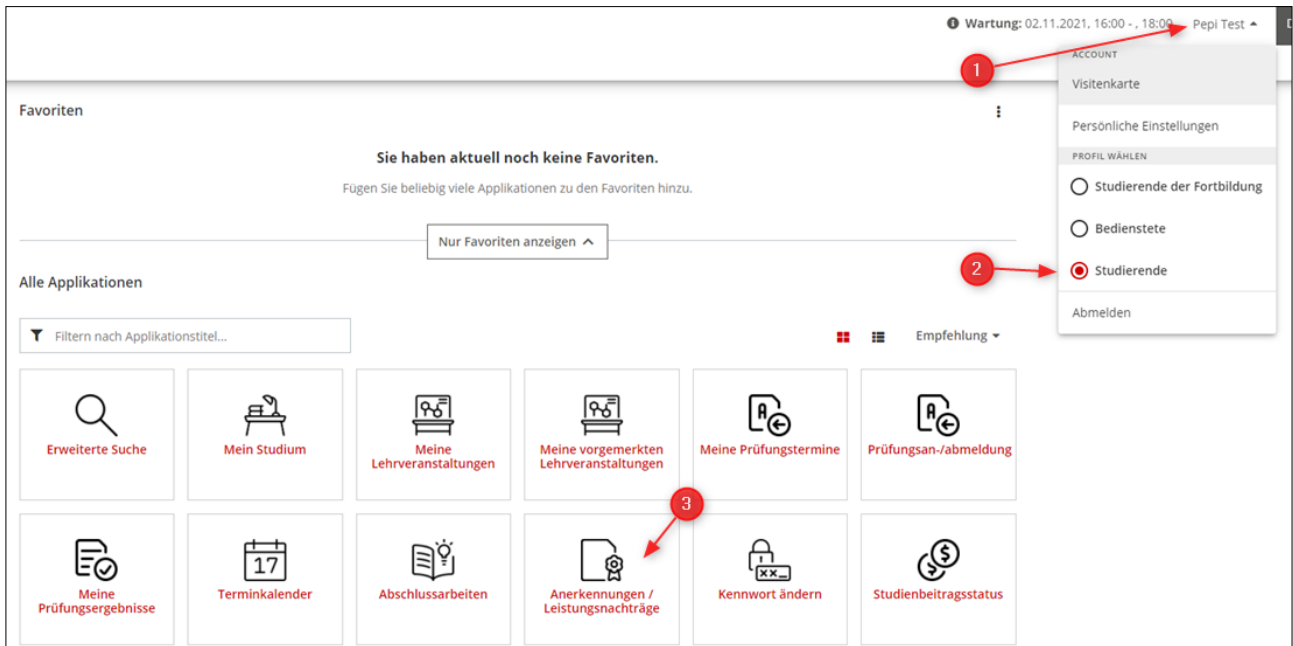 Wartung: 02.11.2021, 16:00 - , 18:00
Pepi Test
D
1
ACCOUNT
Visitenkarte
Persönliche Einstellungen
PROFIL WÄHLEN
Studierende der Fortbildung
Bedienstete
2
Studierende
Abmelden
Favoriten
Sie haben aktuell noch keine Favoriten.
Fügen Sie beliebig viele Applikationen zu den Favoriten hinzu.
Nur Favoriten anzeigen
Alle Applikationen
Filtern nach Applikationstitel...
Empfehlung
Erweiterte Suche
Mein Studium
Meine
Lehrveranstaltungen
Meine vorgemerkten
Lehrveranstaltungen
A
Meine Prüfungstermine
A
Prüfungsan-/abmeldung
3
Meine
Prüfungsergebnisse
17
Terminkalender
Abschlussarbeiten
Anerkennungen /
Leistungsnachträge
××_
Kennwort ändern
$
$
Studienbeitragsstatus